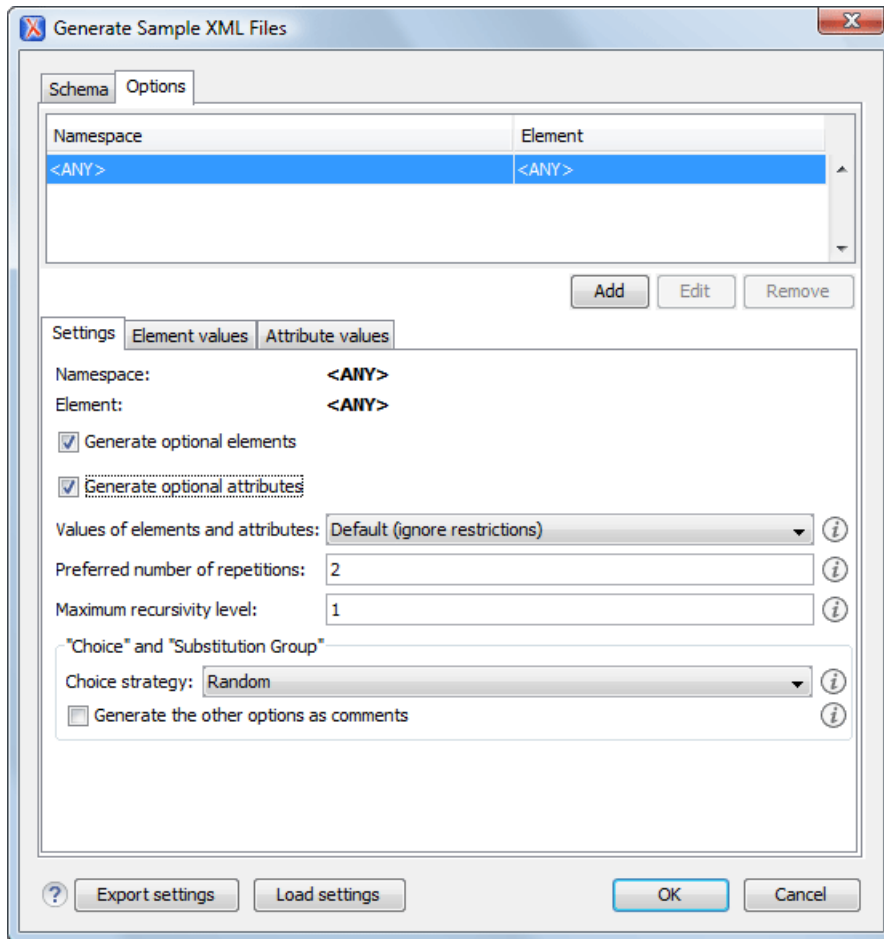 Generate Sample XML Files
Schema Options
Namespace Element
<ANY> <ANY>
Add Edit Remove
Settings Element values Attribute values
Namespace: <ANY>
Element: <ANY>
Generate optional elements
Generate optional attributes
Values of elements and attributes: Default (ignore restrictions)
Preferred number of repetitions: 2
Maximum recursivity level: 1
"Choice" and "Substitution Group"
Choice strategy: Random
Generate the other options as comments
? Export settings Load settings OK Cancel